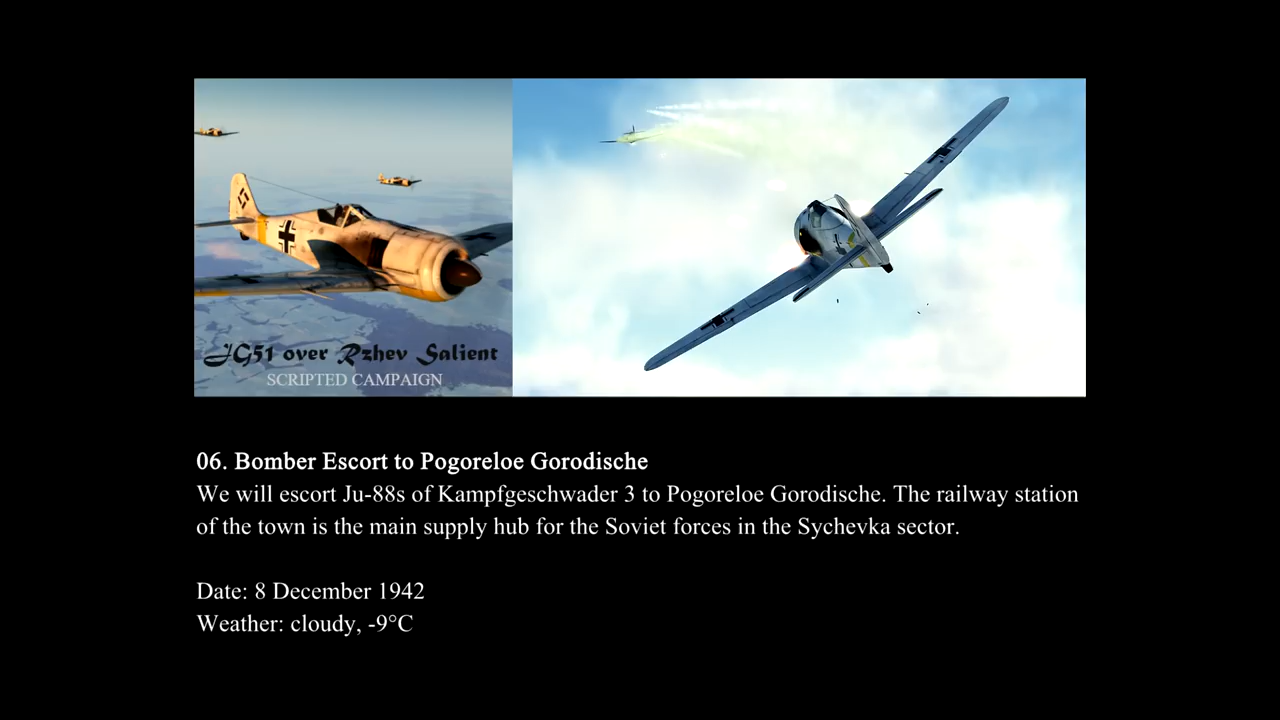 JG51 over Rzhev Salient
SCRIPTED CAMPAIGN
06. Bomber Escort to Pogoreloe Gorodische
We will escort Ju-88s of Kampfgeschwader 3 to Pogoreloe Gorodische. The railway station
of the town is the main supply hub for the Soviet forces in the Sychevka sector.
Date: 8 December 1942
Weather: cloudy, -9°C